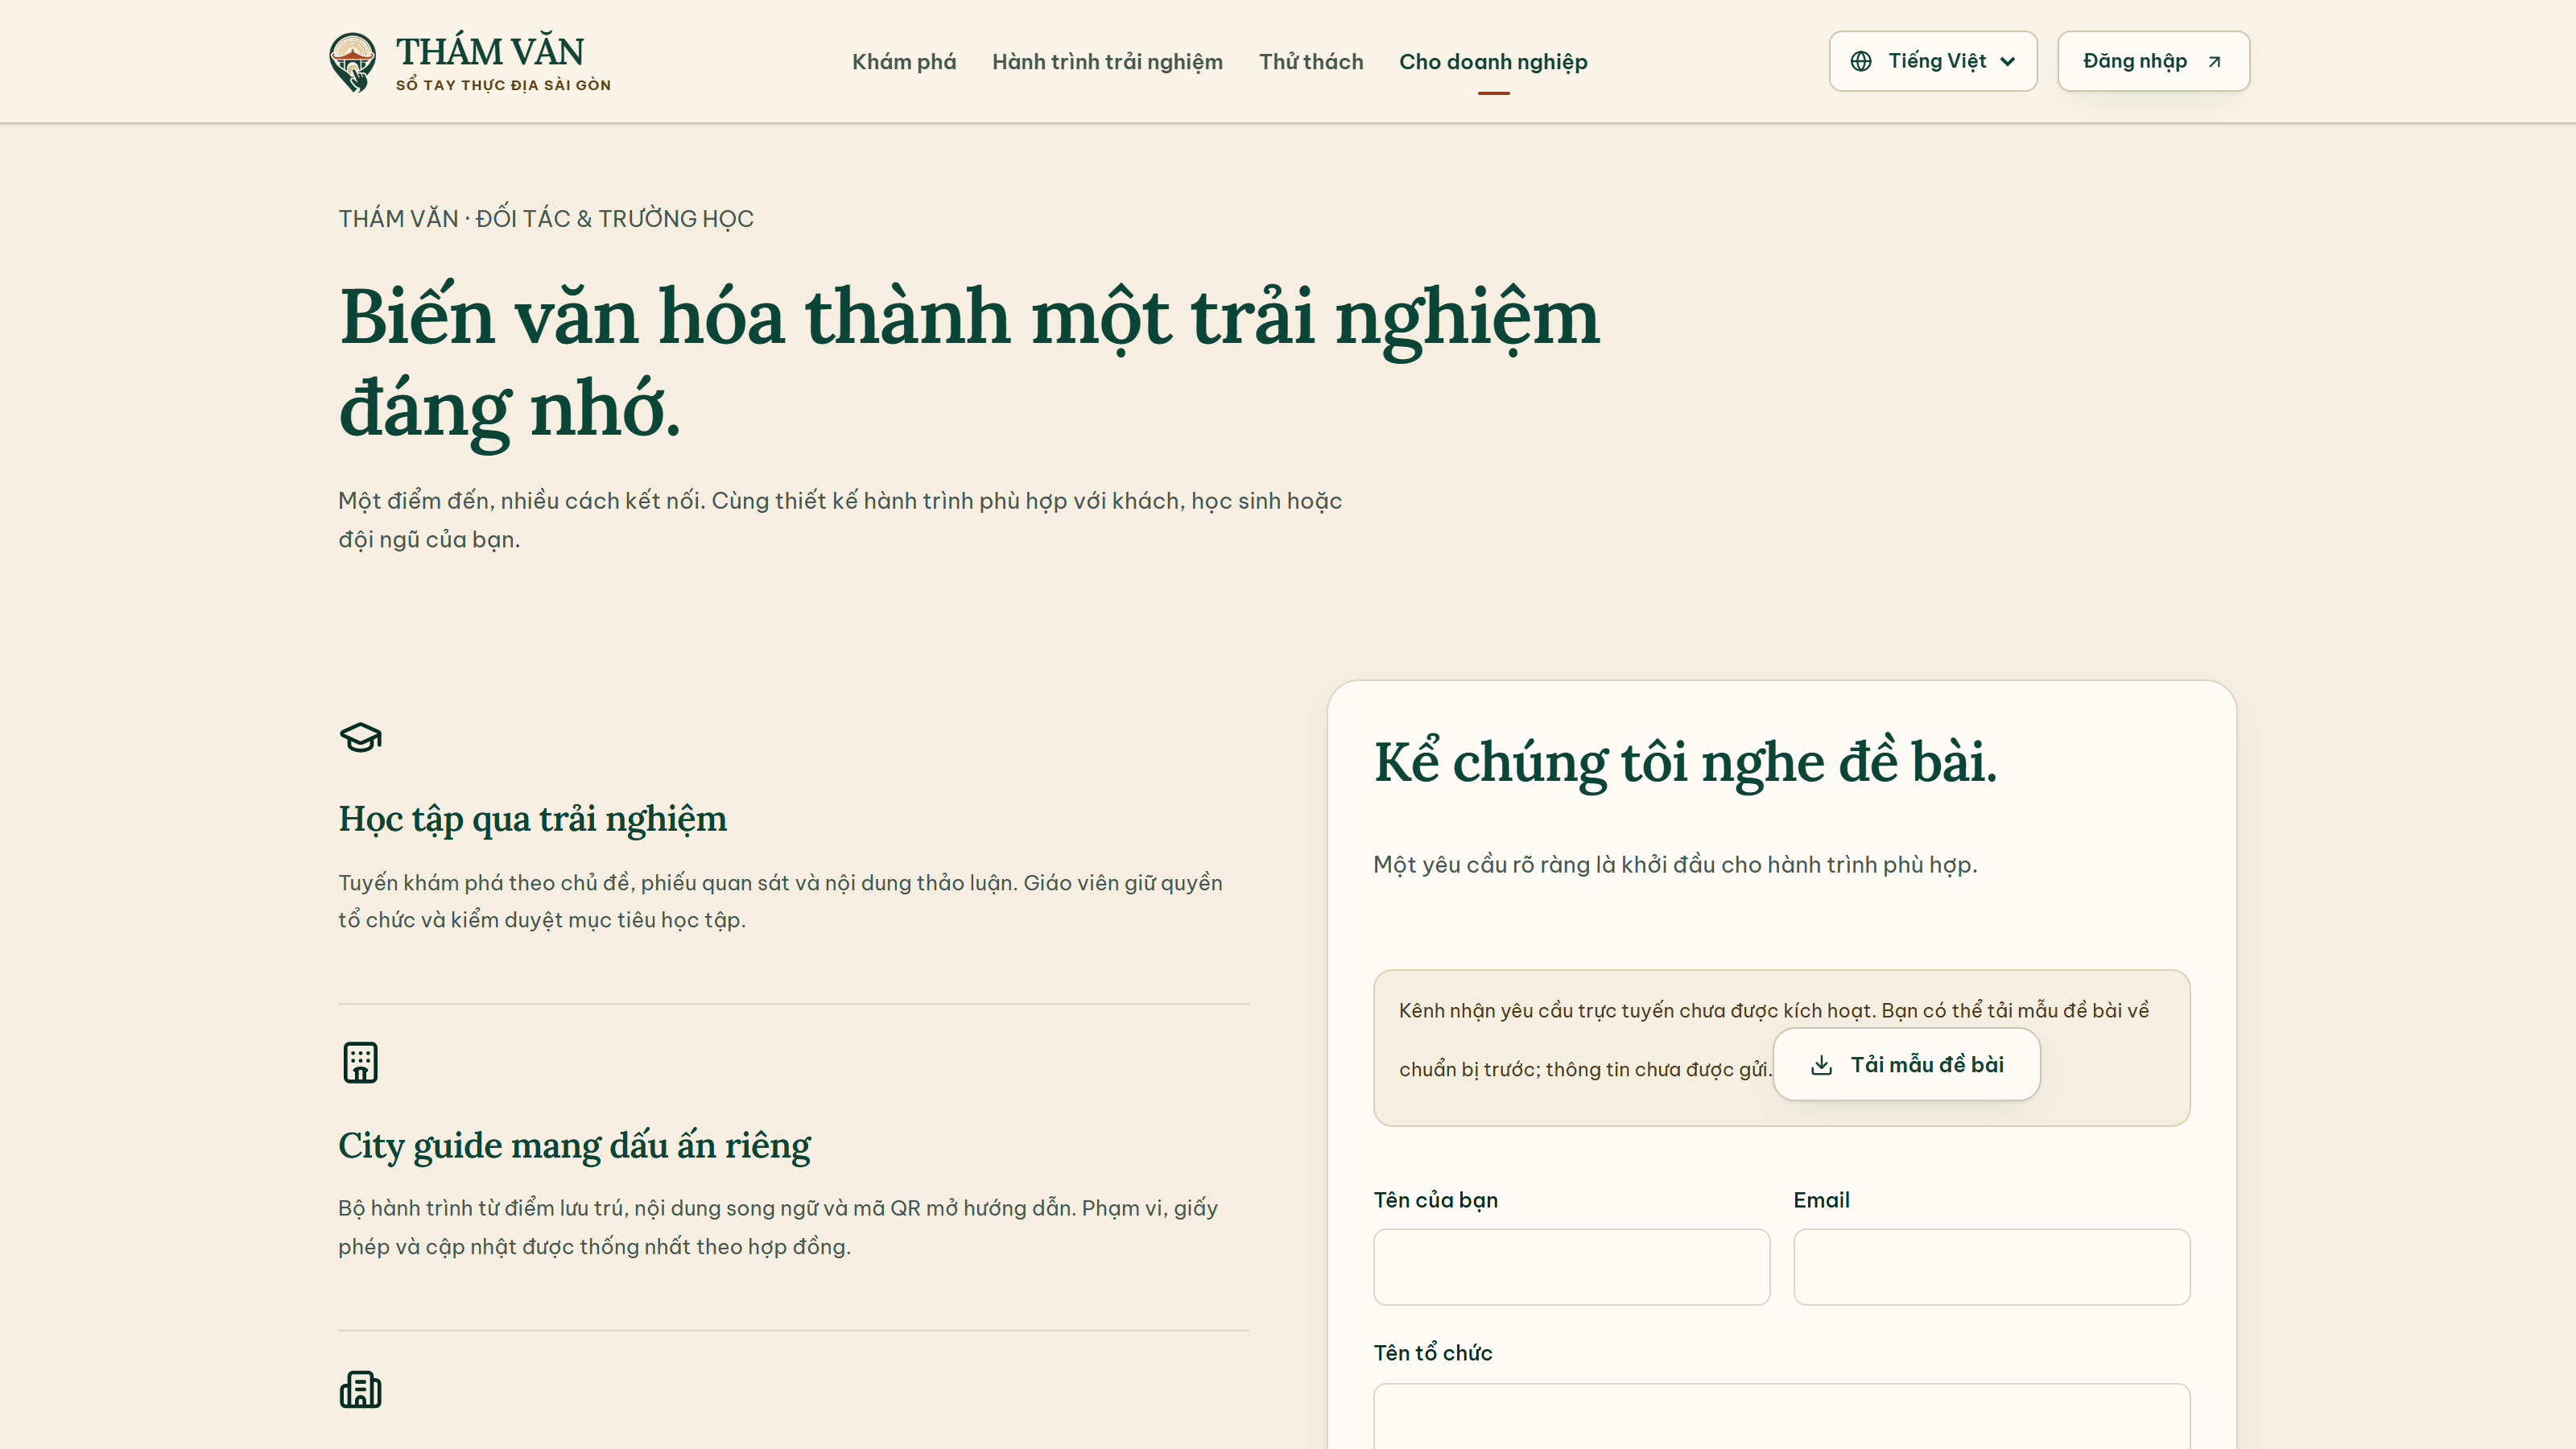 THÁM VĂN
SỔ TAY THỰC ĐỊA SÀI GÒN
Khám phá
Hành trình trải nghiệm
Thử thách
Cho doanh nghiệp
Tiếng Việt
Đăng nhập
THÁM VĂN · ĐỐI TÁC & TRƯỜNG HỌC
Biến văn hóa thành một trải nghiệm
đáng nhớ.
Một điểm đến, nhiều cách kết nối. Cùng thiết kế hành trình phù hợp với khách, học sinh hoặc
đội ngũ của bạn.
Học tập qua trải nghiệm
Tuyến khám phá theo chủ đề, phiếu quan sát và nội dung thảo luận. Giáo viên giữ quyền
tổ chức và kiểm duyệt mục tiêu học tập.
City guide mang dấu ấn riêng
Bộ hành trình từ điểm lưu trú, nội dung song ngữ và mã QR mở hướng dẫn. Phạm vi, giấy
phép và cập nhật được thống nhất theo hợp đồng.
Kể chúng tôi nghe đề bài.
Một yêu cầu rõ ràng là khởi đầu cho hành trình phù hợp.
Kênh nhận yêu cầu trực tuyến chưa được kích hoạt. Bạn có thể tải mẫu đề bài về
chuẩn bị trước; thông tin chưa được gửi.
Tải mẫu đề bài
Tên của bạn
Email
Tên tổ chức